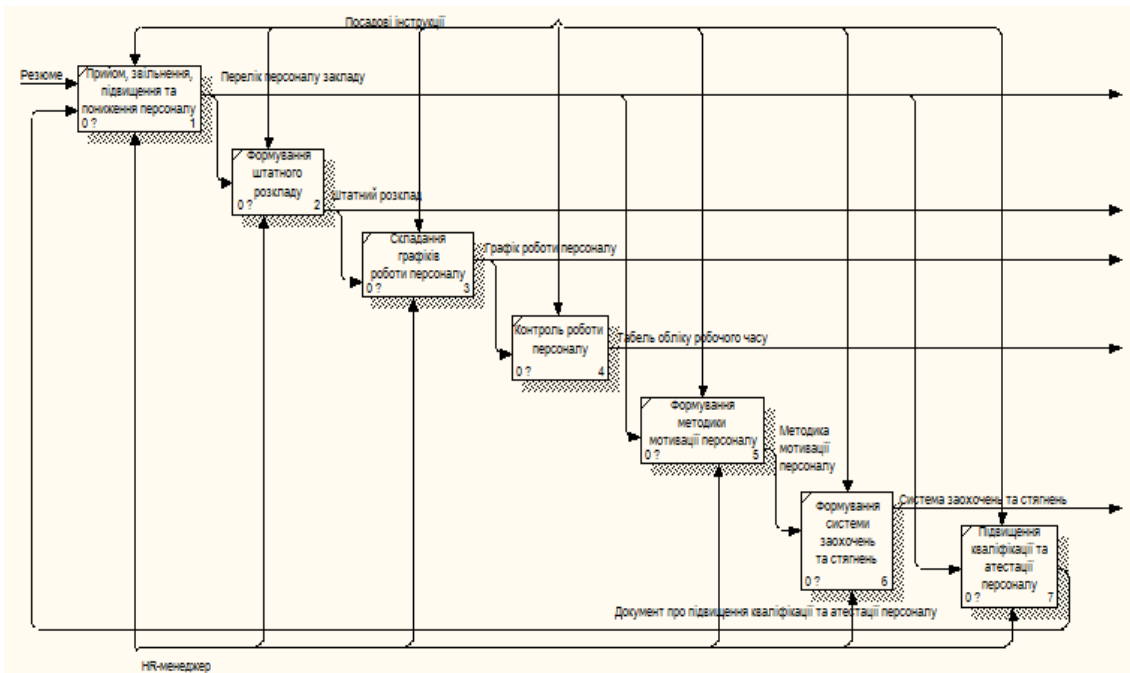 Посадові інструкції
Резюме
Прийом, звільнення,
підвищення та
пониження персоналу
0 ?
1
Перелік персоналу закладу
Формування
штатного
розкладу
0 ?
2
Штатний розклад
Складання
графіків
роботи персоналу
0 ?
3
Графік роботи персоналу
Контроль роботи
персоналу
0 ?
4
Табель обліку робочого часу
Формування
методики
мотивації персоналу
0 ?
5
Методика
мотивації
персоналу
Формування
системи
заохочень
та стягнень
0 ?
6
Система заохочень та стягнень
Підвищення
кваліфікації та
атестації
персоналу
0 ?
7
Документ про підвищення кваліфікації та атестації персоналу
HR-менеджер